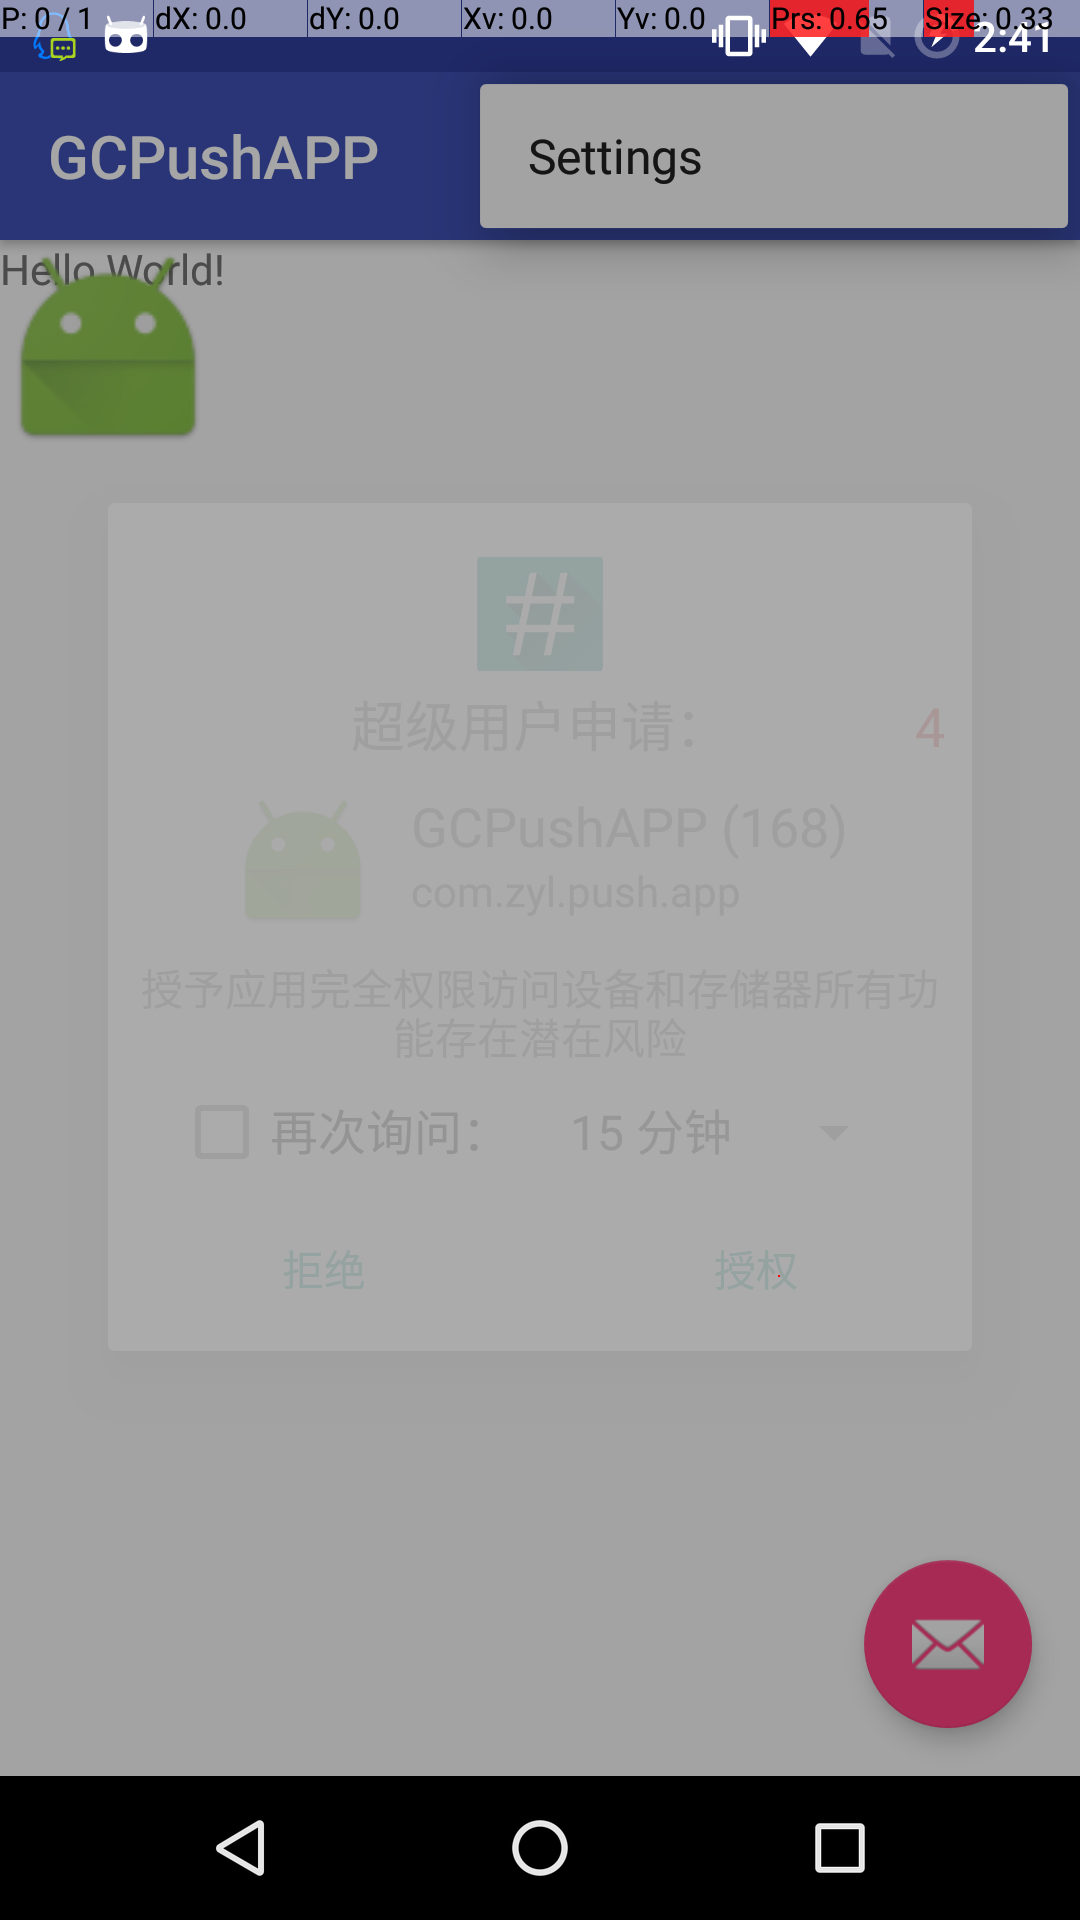 P: 0 / 1 dX: 0.0 dY: 0.0 Xv: 0.0 Yv: 0.0 Prs: 0.65 Size: 0.33
2:41
GCPushAPP
Settings
Hello World!
#
超级用户申请： 4
GCPushAPP (168)
com.zyl.push.app
授予应用完全权限访问设备和存储器所有功
能存在潜在风险
再次询问： 15 分钟
拒绝 授权